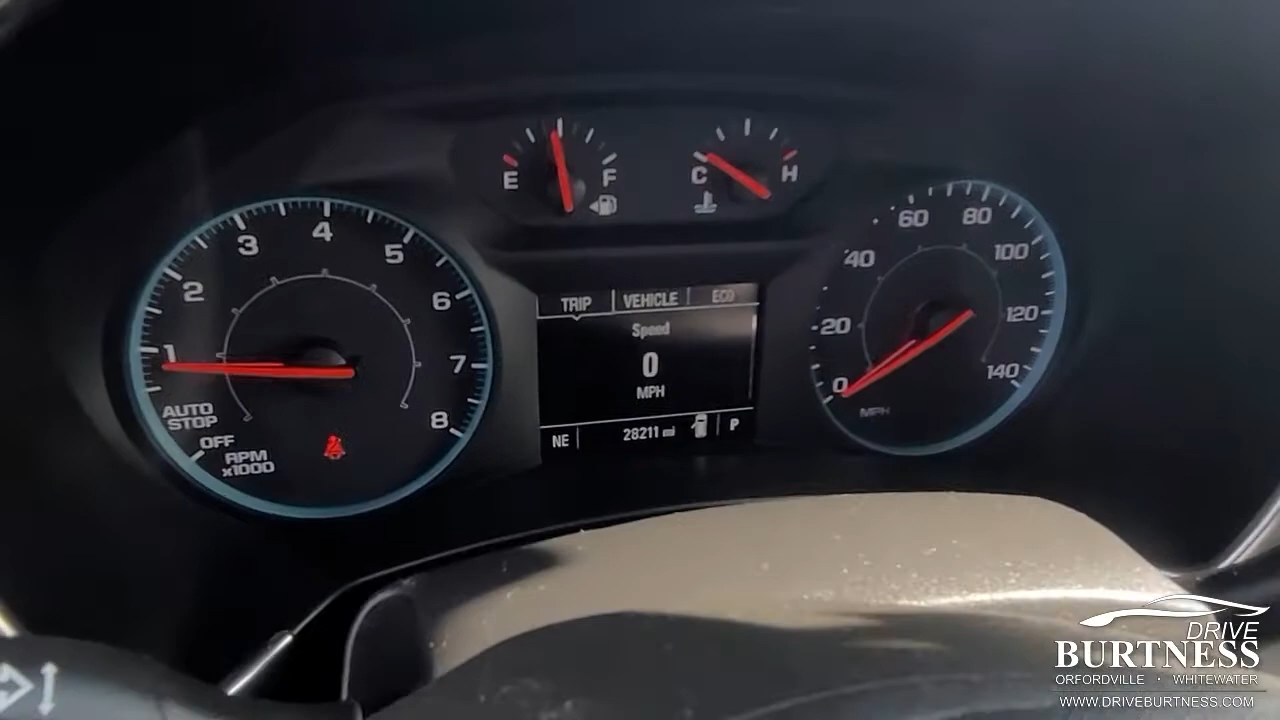 E
F
C
H
1
2
3
4
5
6
7
8
AUTO
STOP
OFF
RPM
x1000
TRIP
VEHICLE
ECO
Speed
0
MPH
NE
28211 mi
P
0
20
40
60
80
100
120
140
MPH
DRIVE
BURTNESS
ORFORDVILLE · WHITEWATER
WWW.DRIVEBURTNESS.COM